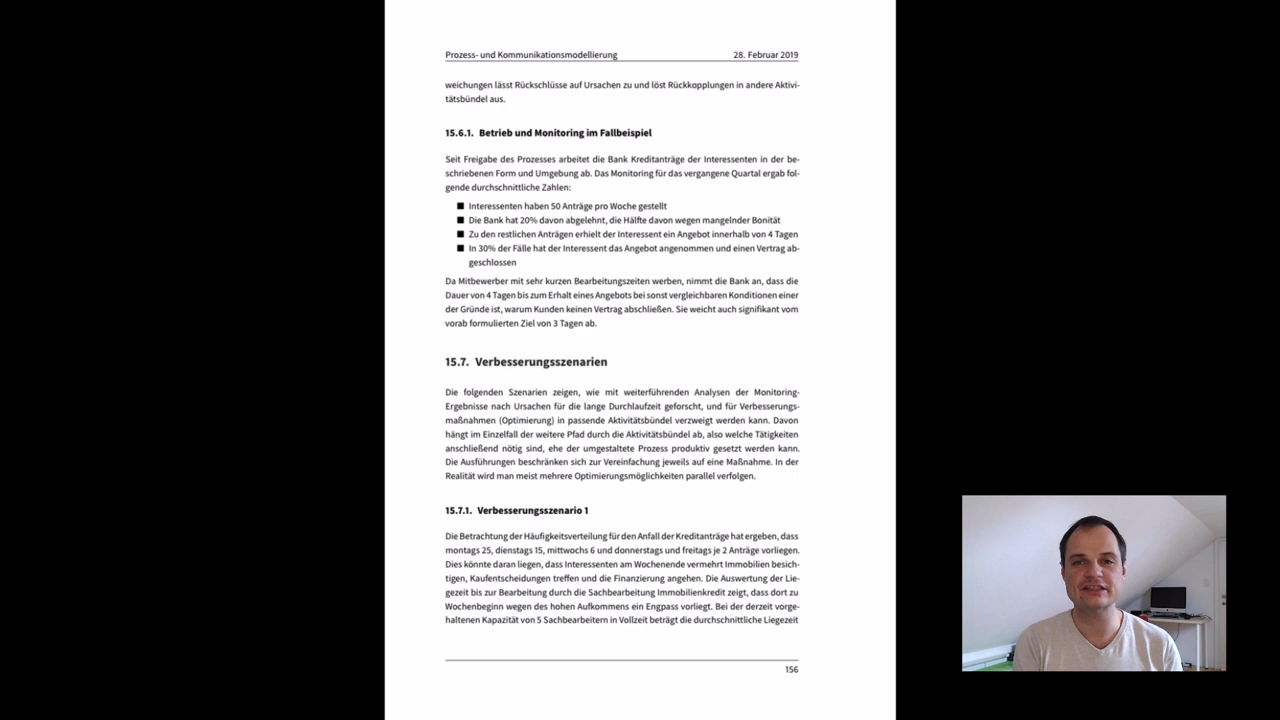 Prozess- und Kommunikationsmodellierung 28. Februar 2019
weichungen lässt Rückschlüsse auf Ursachen zu und löst Rückkopplungen in andere Aktivi-
tätsbündel aus.
15.6.1. Betrieb und Monitoring im Fallbeispiel
Seit Freigabe des Prozesses arbeitet die Bank Kreditanträge der Interessenten in der be-
schriebenen Form und Umgebung ab. Das Monitoring für das vergangene Quartal ergab fol-
gende durchschnittliche Zahlen:
■ Interessenten haben 50 Anträge pro Woche gestellt
■ Die Bank hat 20% davon abgelehnt, die Hälfte davon wegen mangelnder Bonität
■ Zu den restlichen Anträgen erhielt der Interessent ein Angebot innerhalb von 4 Tagen
■ In 30% der Fälle hat der Interessent das Angebot angenommen und einen Vertrag ab-
geschlossen
Da Mitbewerber mit sehr kurzen Bearbeitungszeiten werben, nimmt die Bank an, dass die
Dauer von 4 Tagen bis zum Erhalt eines Angebots bei sonst vergleichbaren Konditionen einer
der Gründe ist, warum Kunden keinen Vertrag abschließen. Sie weicht auch signifikant vom
vorab formulierten Ziel von 3 Tagen ab.
15.7. Verbesserungsszenarien
Die folgenden Szenarien zeigen, wie mit weiterführenden Analysen der Monitoring-
Ergebnisse nach Ursachen für die lange Durchlaufzeit geforscht, und für Verbesserungs-
maßnahmen (Optimierung) in passende Aktivitätsbündel verzweigt werden kann. Davon
hängt im Einzelfall der weitere Pfad durch die Aktivitätsbündel ab, also welche Tätigkeiten
anschließend nötig sind, ehe der umgestaltete Prozess produktiv gesetzt werden kann.
Die Ausführungen beschränken sich zur Vereinfachung jeweils auf eine Maßnahme. In der
Realität wird man meist mehrere Optimierungsmöglichkeiten parallel verfolgen.
15.7.1. Verbesserungsszenario 1
Die Betrachtung der Häufigkeitsverteilung für den Anfall der Kreditanträge hat ergeben, dass
montags 25, dienstags 15, mittwochs 6 und donnerstags und freitags je 2 Anträge vorliegen.
Dies könnte daran liegen, dass Interessenten am Wochenende vermehrt Immobilien besich-
tigen, Kaufentscheidungen treffen und die Finanzierung angehen. Die Auswertung der Lie-
gezeit bis zur Bearbeitung durch die Sachbearbeitung Immobilienkredit zeigt, dass dort zu
Wochenbeginn wegen des hohen Aufkommens ein Engpass vorliegt. Bei der derzeit vorge-
haltenen Kapazität von 5 Sachbearbeitern in Vollzeit beträgt die durchschnittliche Liegezeit
156